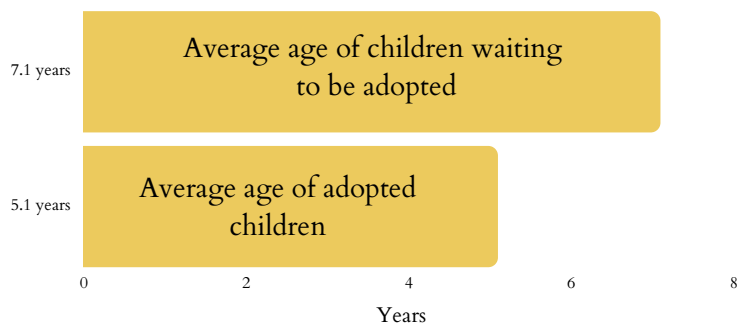 Average age of children waiting
to be adopted
7.1 years
Average age of adopted
children
5.1 years
0 2 4 6 8
Years